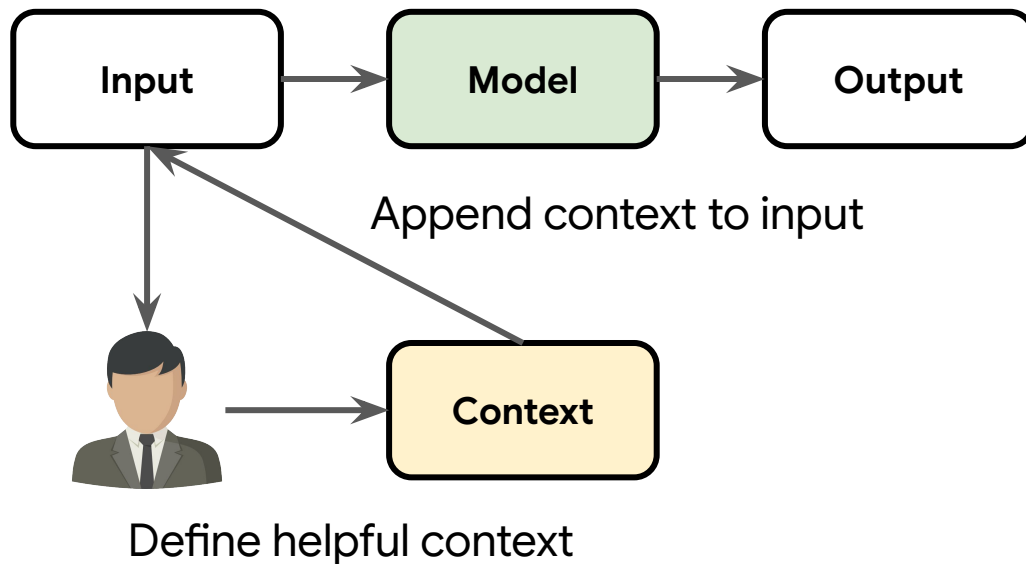 Input
Model
Output
Append context to input
Context
Define helpful context